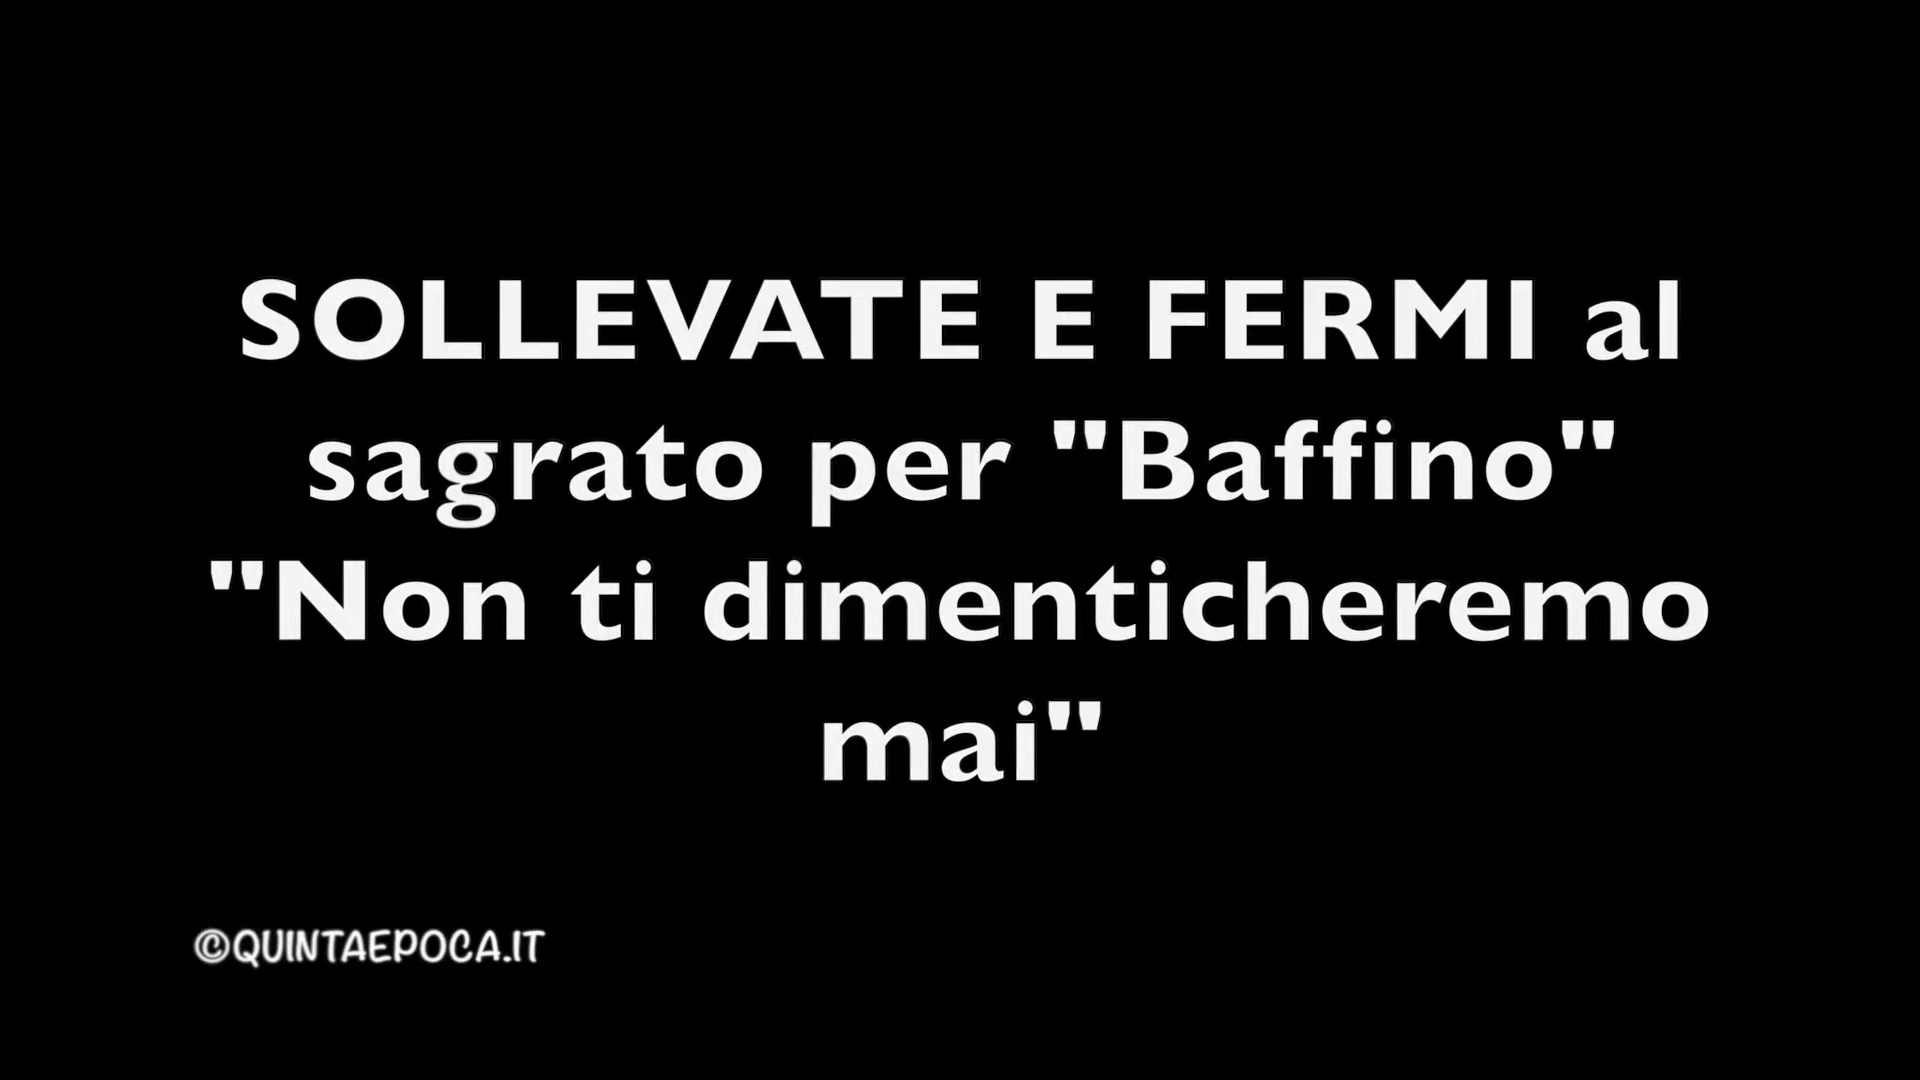 SOLLEVATE E FERMI al
sagrato per "Baffino"
"Non ti dimenticheremo
mai"
©QUINTAEPOCA.IT